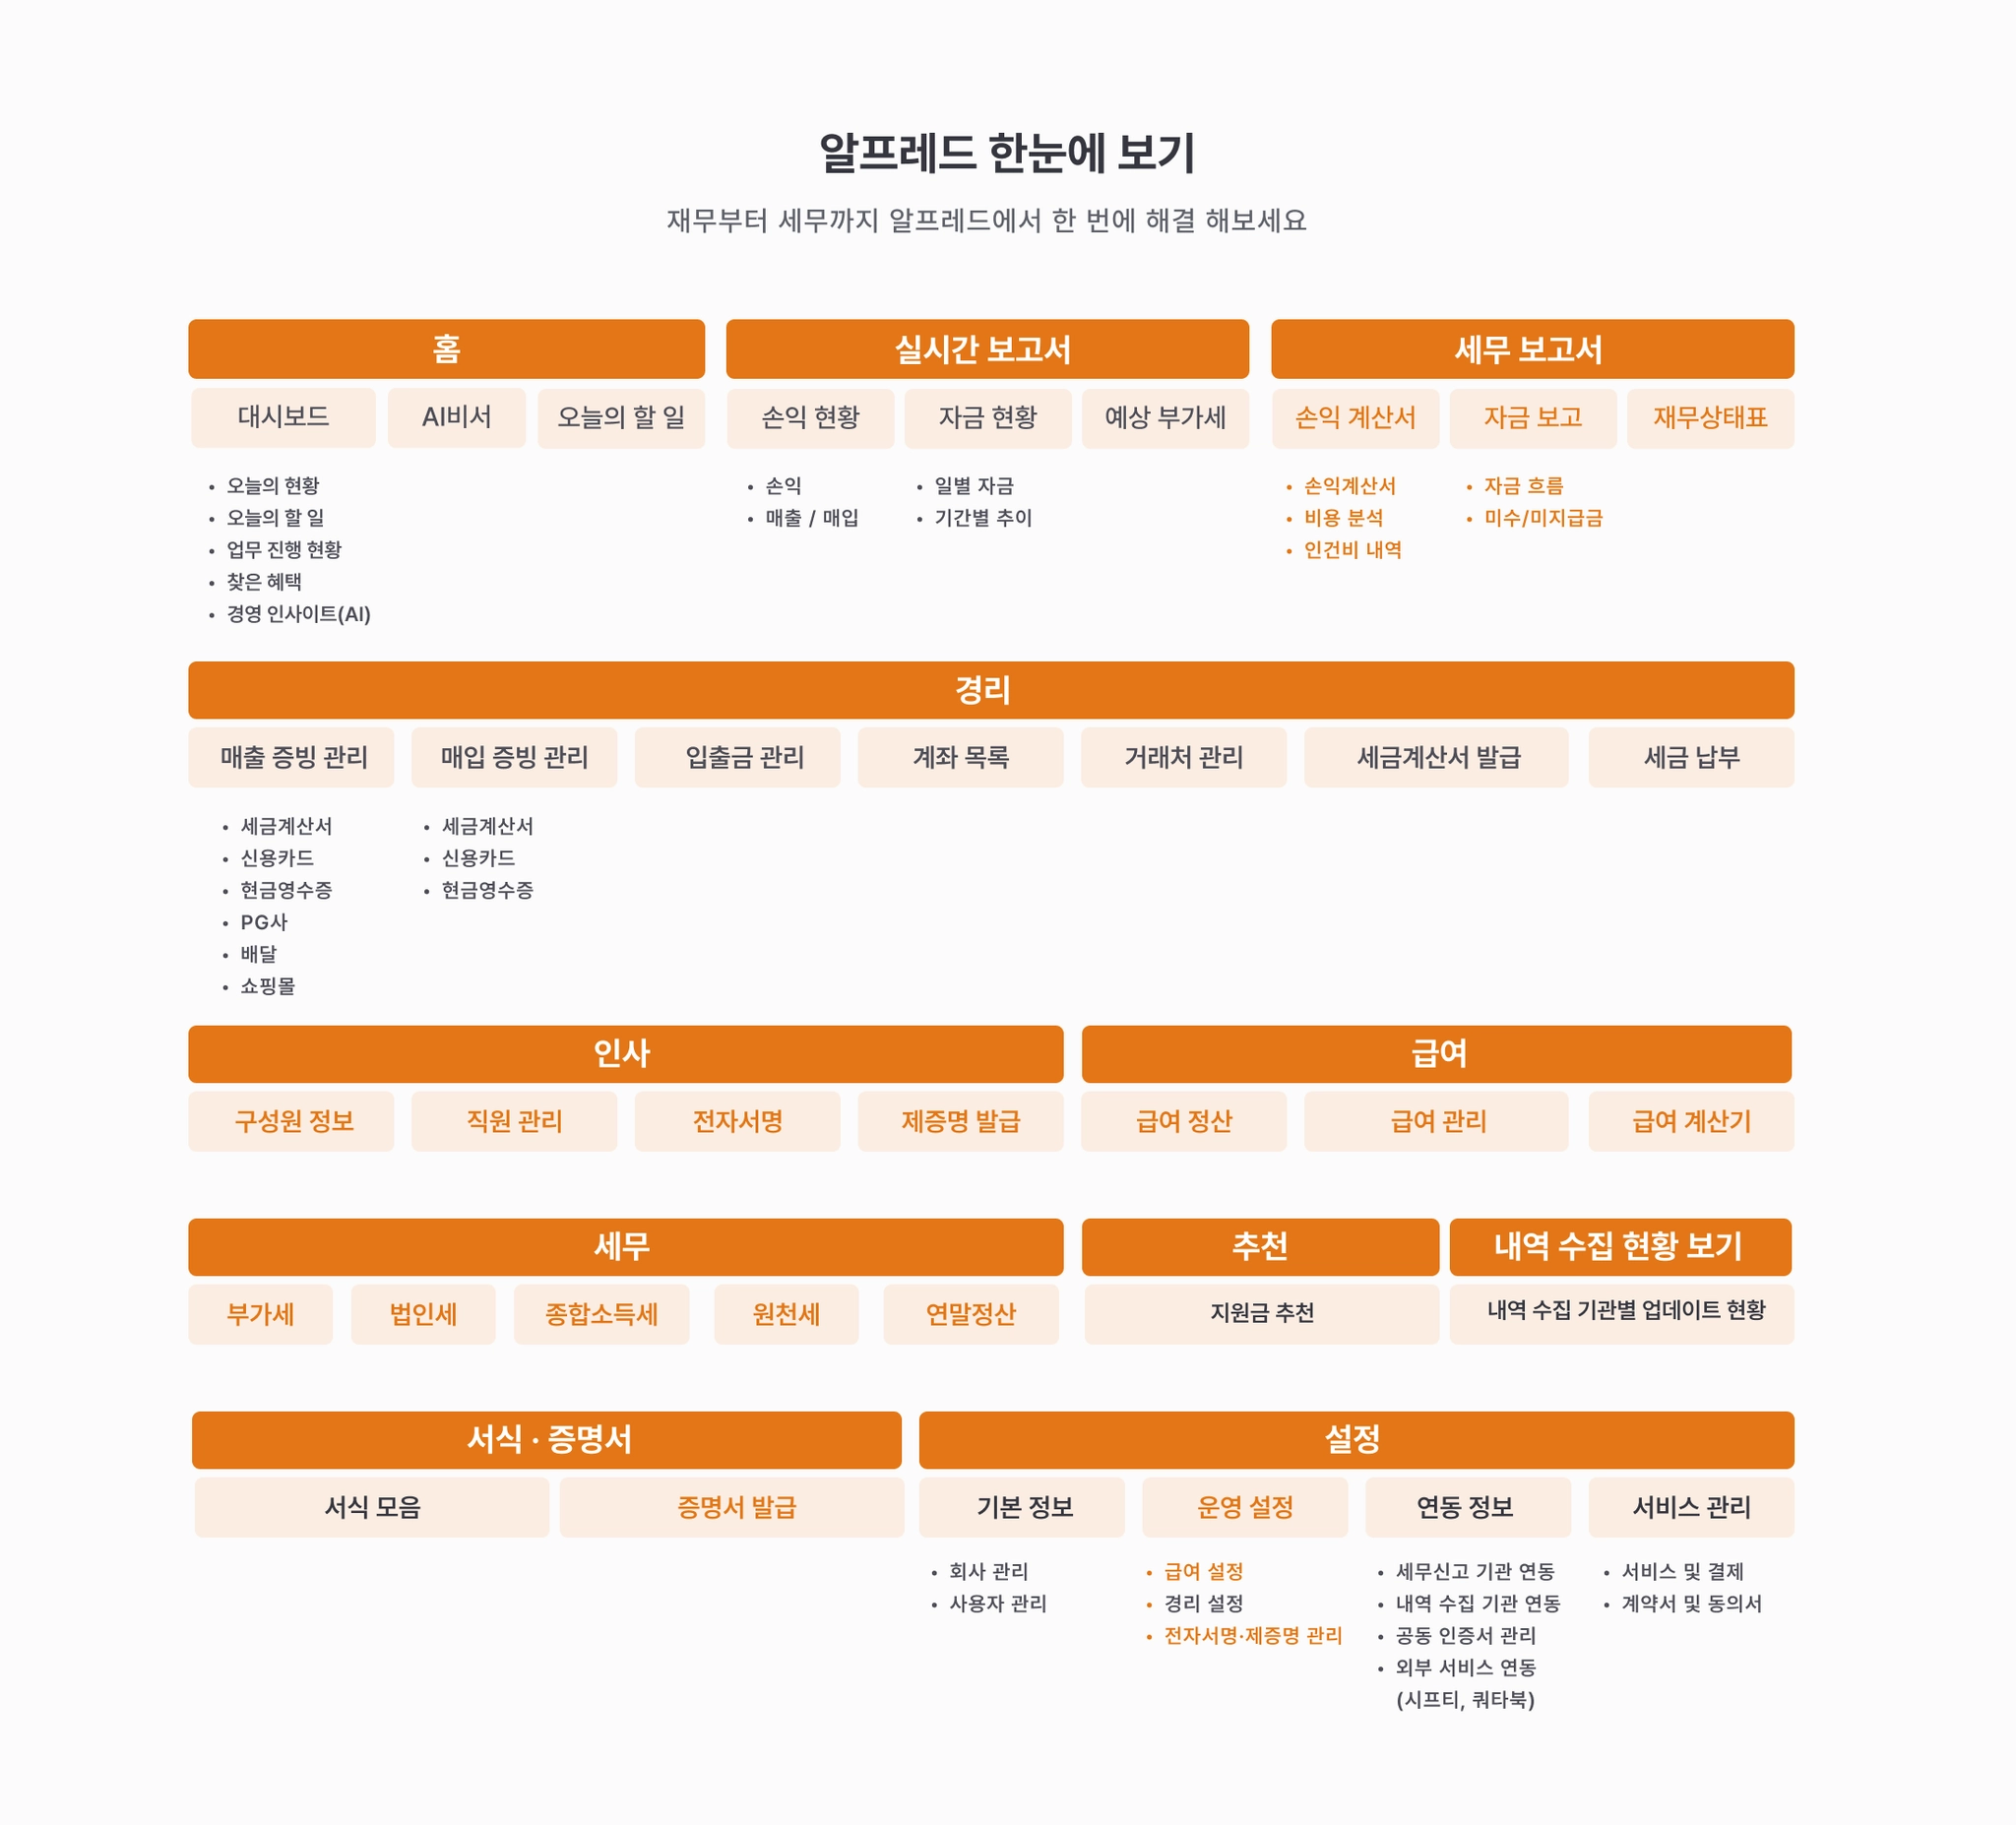 알프레드 한눈에 보기
재무부터 세무까지 알프레드에서 한 번에 해결 해보세요
홈
대시보드
AI비서
오늘의 할 일
• 오늘의 현황
• 오늘의 할 일
• 업무 진행 현황
• 찾은 혜택
• 경영 인사이트(AI)
실시간 보고서
손익 현황
자금 현황
예상 부가세
• 손익
• 매출 / 매입
• 일별 자금
• 기간별 추이
세무 보고서
손익 계산서
자금 보고
재무상태표
• 손익계산서
• 비용 분석
• 인건비 내역
• 자금 흐름
• 미수/미지급금
경리
매출 증빙 관리
매입 증빙 관리
입출금 관리
계좌 목록
거래처 관리
세금계산서 발급
세금 납부
• 세금계산서
• 신용카드
• 현금영수증
• PG사
• 배달
• 쇼핑몰
• 세금계산서
• 신용카드
• 현금영수증
인사
구성원 정보
직원 관리
전자서명
제증명 발급
급여
급여 정산
급여 관리
급여 계산기
세무
부가세
법인세
종합소득세
원천세
연말정산
추천
지원금 추천
내역 수집 현황 보기
내역 수집 기관별 업데이트 현황
서식 · 증명서
서식 모음
증명서 발급
설정
기본 정보
운영 설정
연동 정보
서비스 관리
• 회사 관리
• 사용자 관리
• 급여 설정
• 경리 설정
• 전자서명·제증명 관리
• 세무신고 기관 연동
• 내역 수집 기관 연동
• 공동 인증서 관리
• 외부 서비스 연동
(시프티, 쿼타북)
• 서비스 및 결제
• 계약서 및 동의서